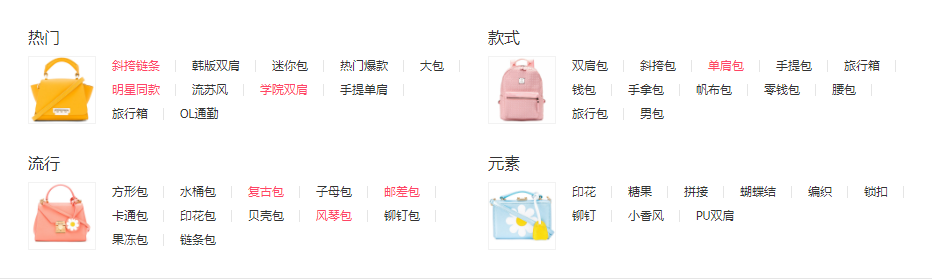 热门
斜挎链条 韩版双肩 迷你包 热门爆款 大包
明星同款 流苏风 学院双肩 手提单肩
旅行箱 OL通勤
款式
双肩包 斜挎包 单肩包 手提包 旅行箱
钱包 手拿包 帆布包 零钱包 腰包
旅行包 男包
流行
方形包 水桶包 复古包 子母包 邮差包
卡通包 印花包 贝壳包 风琴包 铆钉包
果冻包 链条包
元素
印花 糖果 拼接 蝴蝶结 编织 锁扣
铆钉 小香风 PU双肩